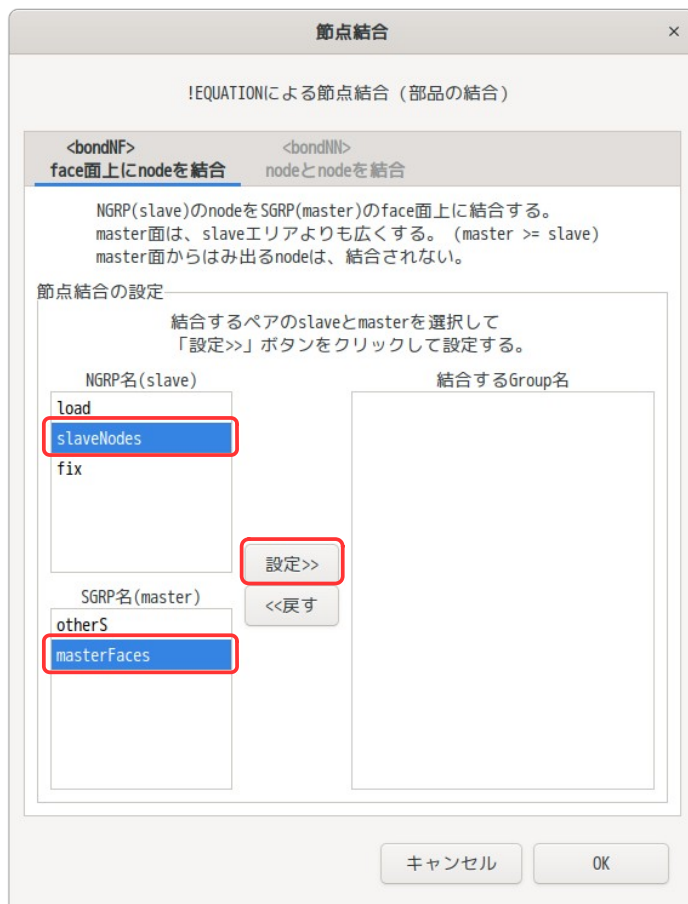 節点結合
×
!EQUATIONによる節点結合 (部品の結合)
<bondNF>
face面上にnodeを結合
<bondNN>
nodeとnodeを結合
NGRP(slave)のnodeをSGRP(master)のface面上に結合する。
master面は、slaveエリアよりも広くする。 (master >= slave)
master面からはみ出るnodeは、結合されない。
節点結合の設定
結合するペアのslaveとmasterを選択して
「設定>>」ボタンをクリックして設定する。
NGRP名(slave)
load
slaveNodes
fix
設定>>
<<戻す
SGRP名(master)
otherS
masterFaces
結合するGroup名
キャンセル
OK